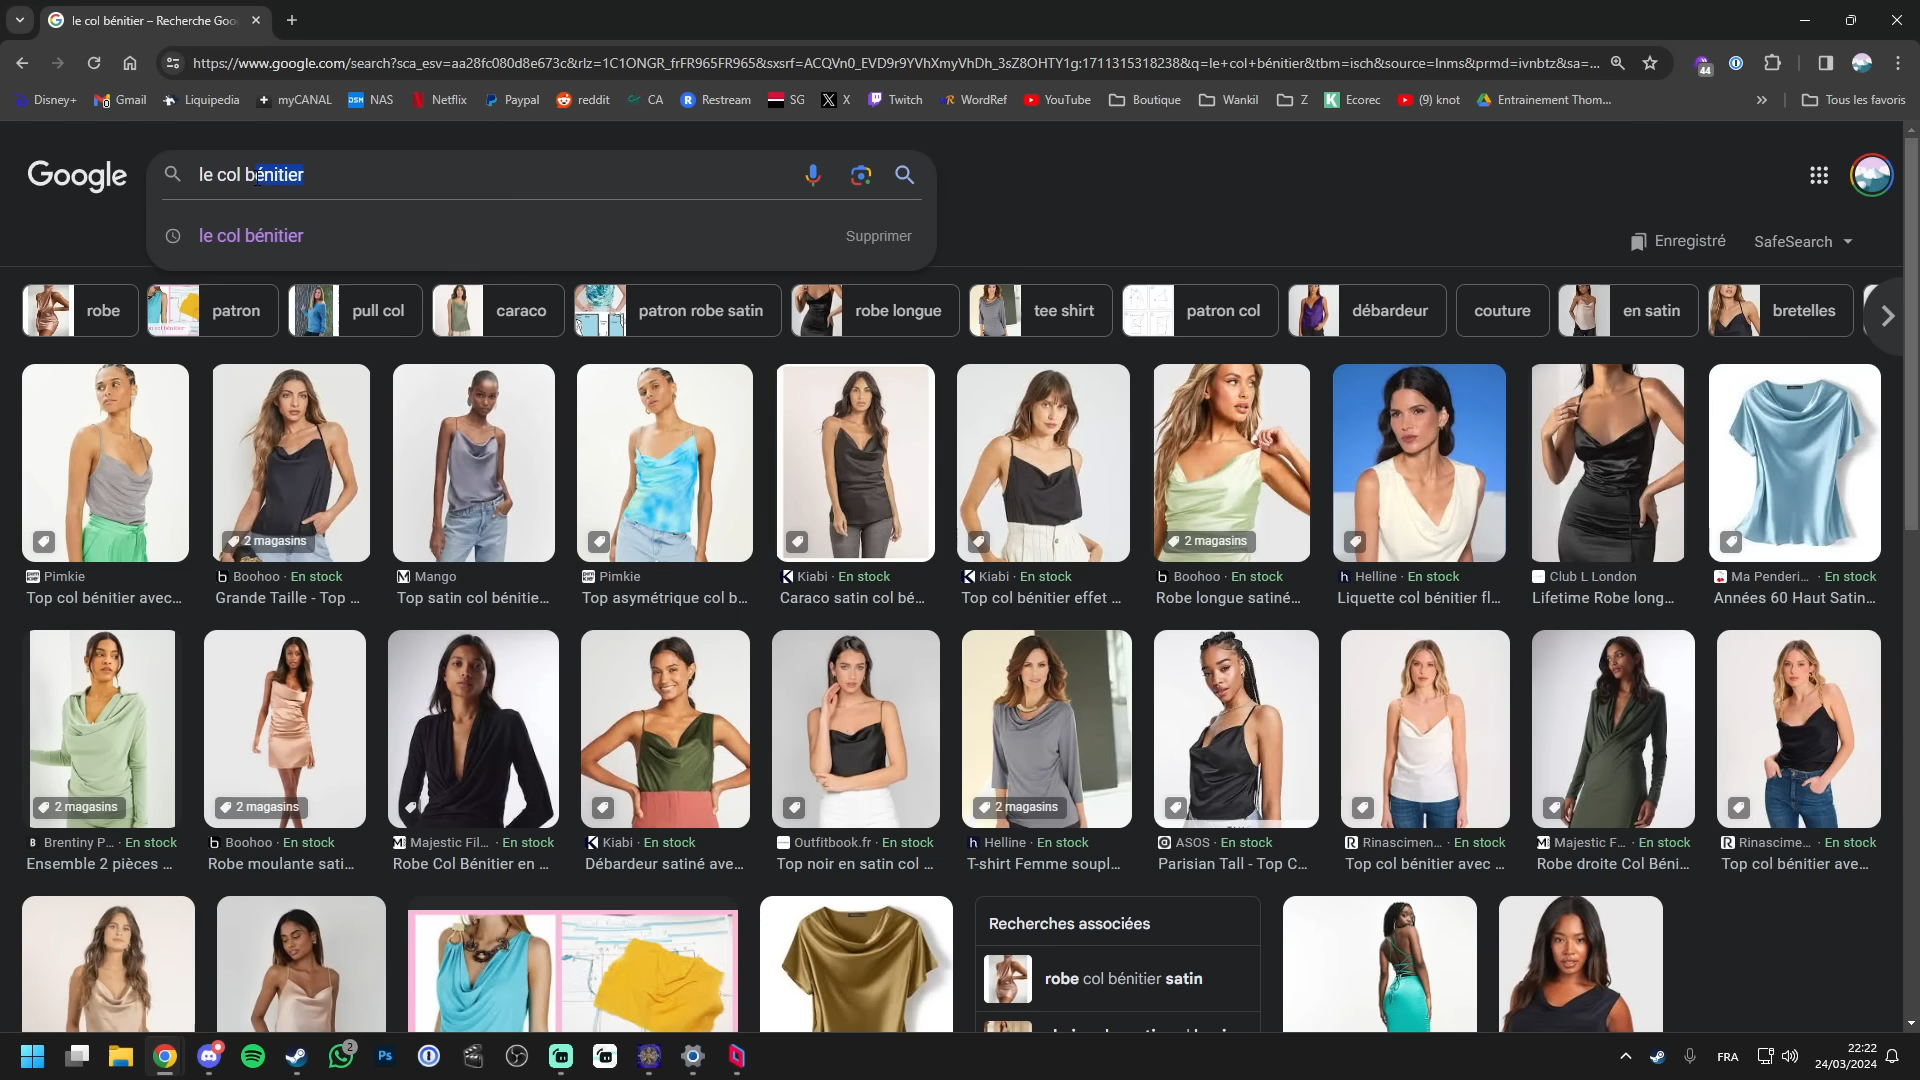 le col bénitier – Recherche Goo
https://www.google.com/search?sca_esv=aa28fc080d8e673c&rlz=1C1ONGR_frFR965FR965&sxsrf=ACQVn0_EVD9r9YVhXmyVhDh_3sZ8OHTY1g:1711315318238&q=le+col+bénitier&tbm=isch&source=lnms&prmd=ivnbtz&sa=...
44
Disney+ Gmail Liquipedia myCANAL DSM NAS Netflix Paypal reddit CA Restream SG X Twitch WordRef YouTube Boutique Wankil Z Ecorec (9) knot Entrainement Thom... » Tous les favoris
Google
le col bénitier
le col bénitier
Supprimer
Enregistré
SafeSearch
robe
patron
pull col
caraco
patron robe satin
robe longue
tee shirt
patron col
débardeur
couture
en satin
bretelles
2 magasins
2 magasins
Pimkie
Boohoo · En stock
Mango
Pimkie
Kiabi · En stock
Kiabi · En stock
Boohoo · En stock
Helline · En stock
Club L London
Ma Penderi... · En stock
Top col bénitier avec...
Grande Taille - Top ...
Top satin col bénitie...
Top asymétrique col b...
Caraco satin col bé...
Top col bénitier effet ...
Robe longue satiné...
Liquette col bénitier fl...
Lifetime Robe long...
Années 60 Haut Satin...
2 magasins
2 magasins
2 magasins
Brentiny P... · En stock
Boohoo · En stock
Majestic Fil... · En stock
Kiabi · En stock
Outfitbook.fr · En stock
Helline · En stock
ASOS · En stock
Rinascimen... · En stock
Majestic F... · En stock
Rinascime... · En stock
Ensemble 2 pièces ...
Robe moulante sati...
Robe Col Bénitier en ...
Débardeur satiné ave...
Top noir en satin col ...
T-shirt Femme soupl...
Parisian Tall - Top C...
Top col bénitier avec ...
Robe droite Col Béni...
Top col bénitier ave...
Recherches associées
robe col bénitier satin
2
Ps
FRA
22:22
24/03/2024